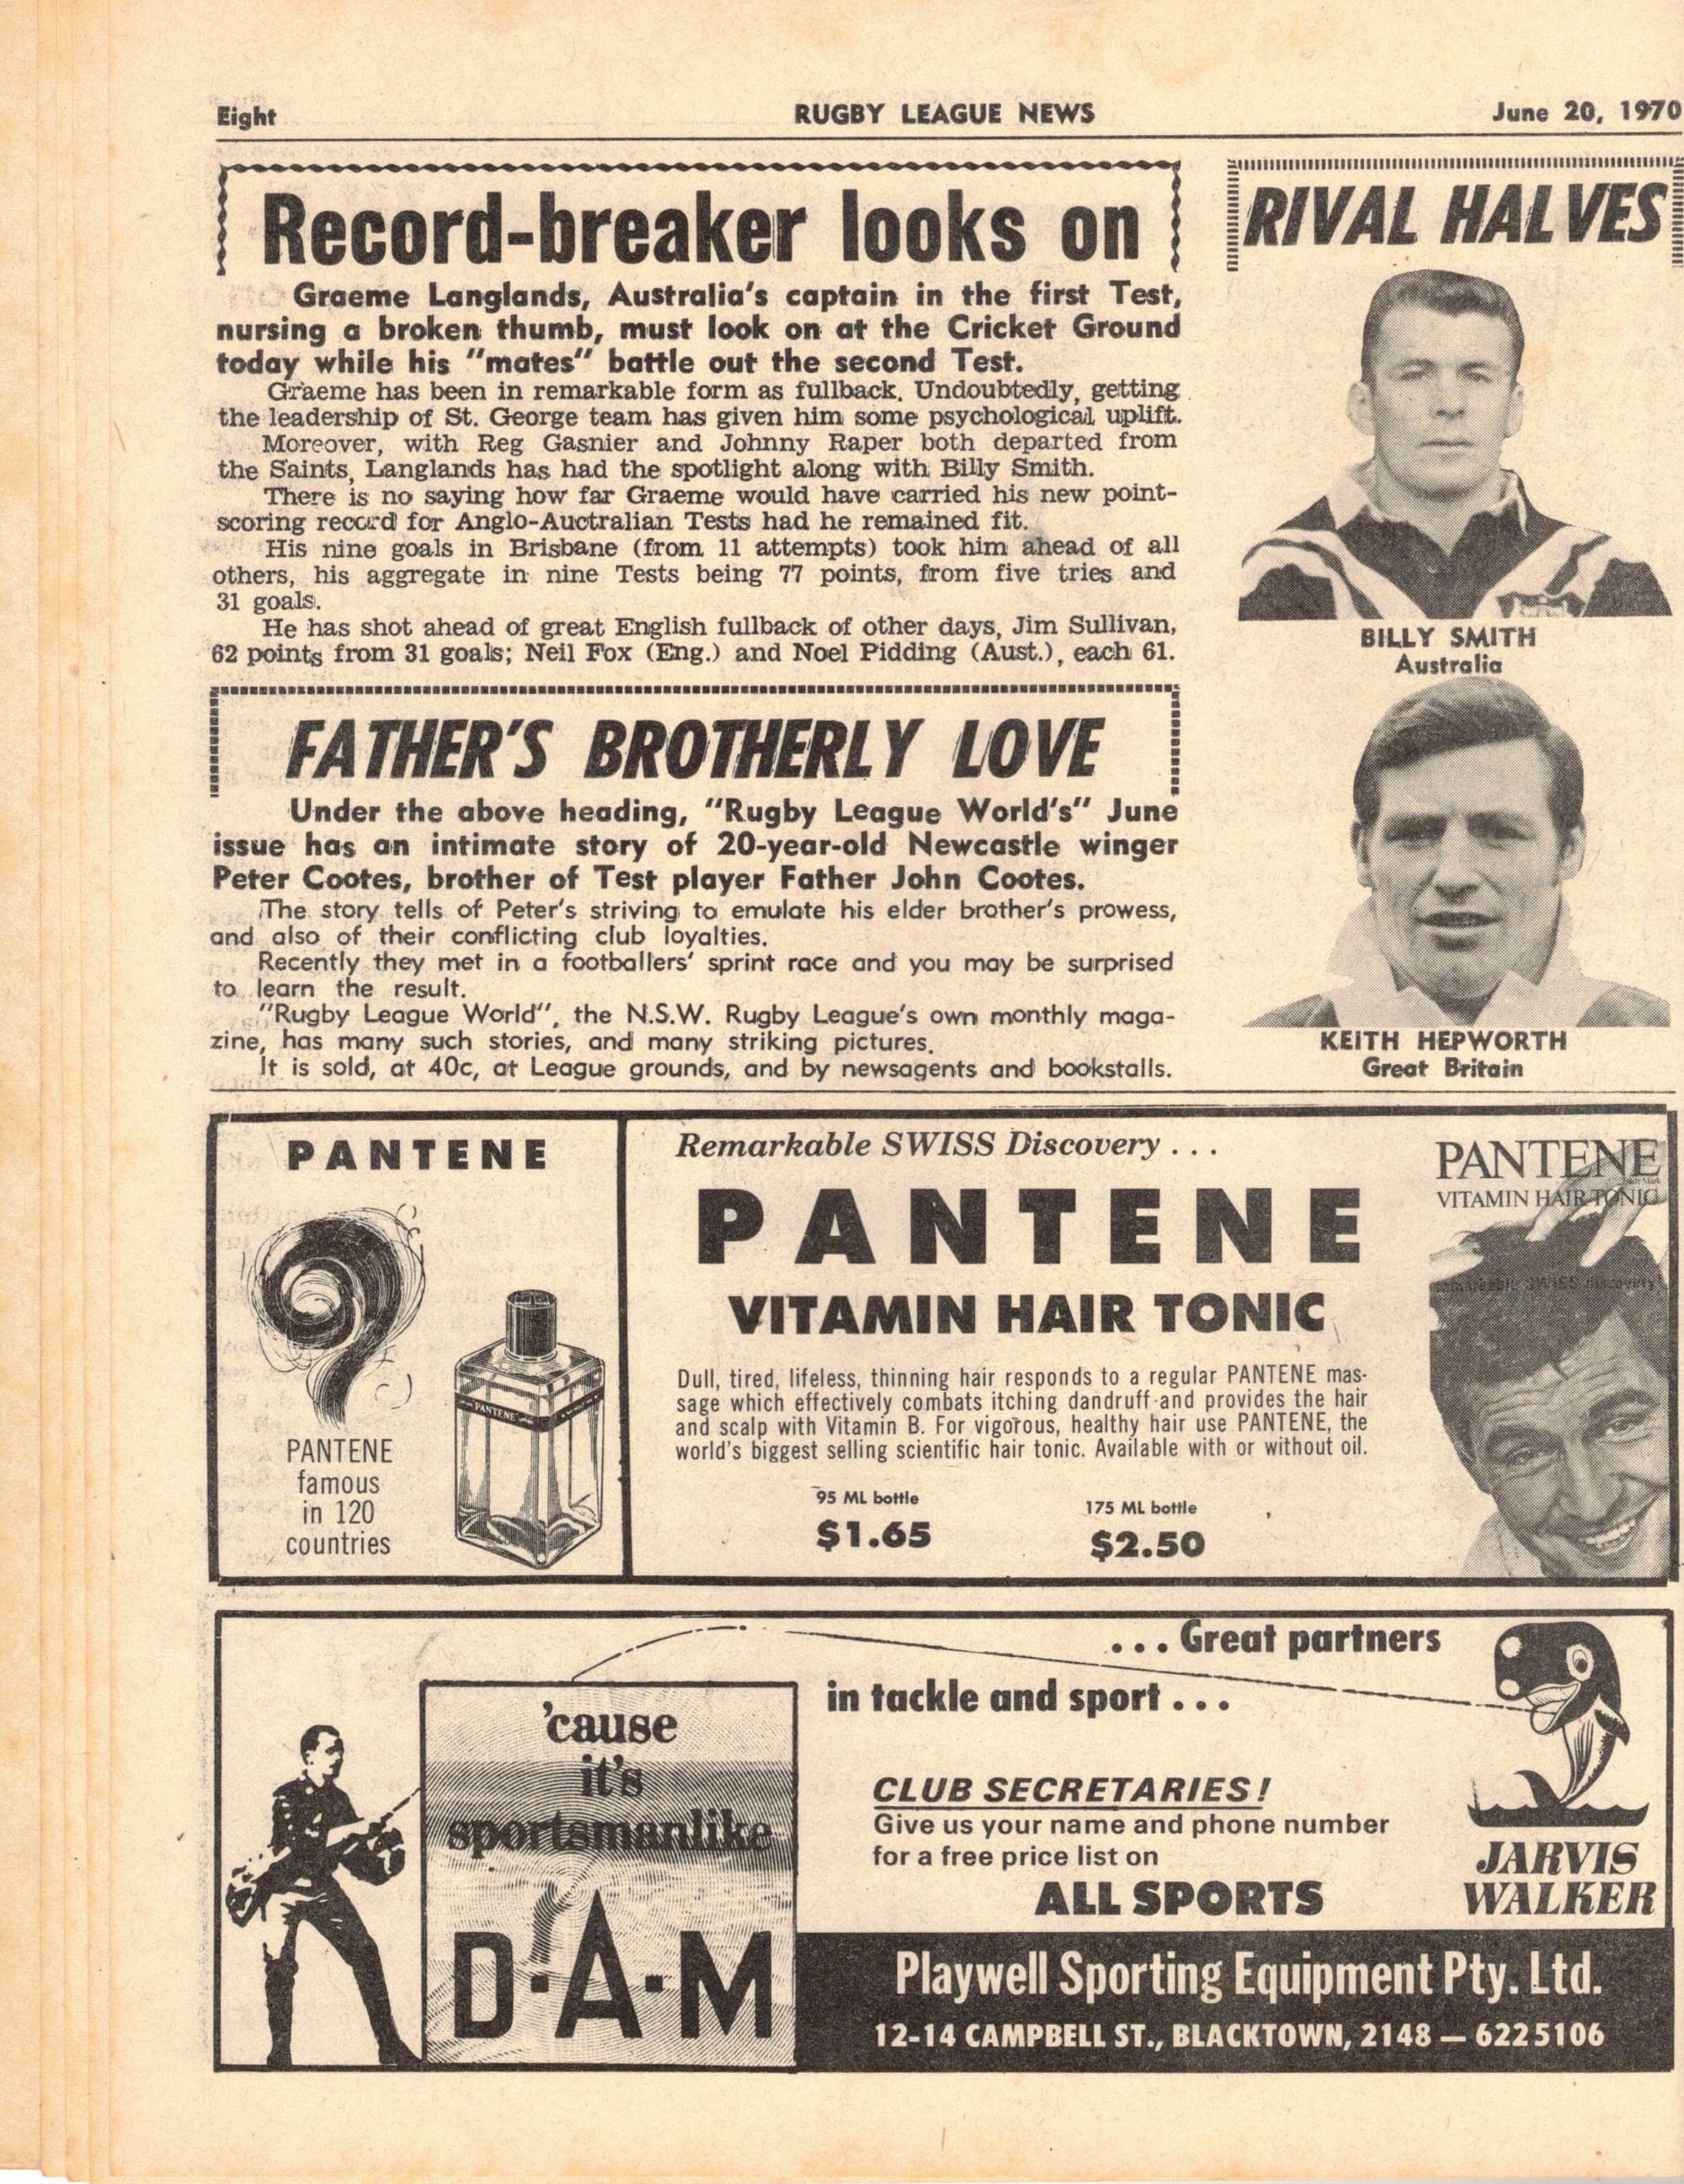 Eight
RUGBY LEAGUE NEWS
June 20, 1970
Record-breaker looks on
Graeme Langlands, Australia's captain in the first Test,
nursing a broken thumb, must look on at the Cricket Ground
today while his "mates" battle out the second Test.
Graeme has been in remarkable form as fullback. Undoubtedly, getting
the leadership of St. George team has given him some psychological uplift.
Moreover, with Reg Gasnier and Johnny Raper both departed from
the Saints, Langlands has had the spotlight along with Billy Smith.
There is no saying how far Graeme would have carried his new point-
scoring record for Anglo-Auctralian Tests had he remained fit.
His nine goals in Brisbane (from 11 attempts) took him ahead of all
others, his aggregate in nine Tests being 77 points, from five tries and
31 goals.
He has shot ahead of great English fullback of other days, Jim Sullivan,
62 points from 31 goals; Neil Fox (Eng.) and Noel Pidding (Aust.), each 61.
FATHER'S BROTHERLY LOVE
Under the above heading, "Rugby League World's" June
issue has an intimate story of 20-year-old Newcastle winger
Peter Cootes, brother of Test player Father John Cootes.
The story tells of Peter's striving to emulate his elder brother's prowess,
and also of their conflicting club loyalties.
Recently they met in a footballers' sprint race and you may be surprised
to learn the result.
"Rugby League World", the N.S.W. Rugby League's own monthly maga-
zine, has many such stories, and many striking pictures.
It is sold, at 40c, at League grounds, and by newsagents and bookstalls.
RIVAL HALVES
BILLY SMITH
Australia
KEITH HEPWORTH
Great Britain
PANTENE
PANTENE
PANTENE
famous
in 120
countries
Remarkable SWISS Discovery . . .
PANTENE
VITAMIN HAIR TONIC
Dull, tired, lifeless, thinning hair responds to a regular PANTENE mas-
sage which effectively combats itching dandruff and provides the hair
and scalp with Vitamin B. For vigorous, healthy hair use PANTENE, the
world's biggest selling scientific hair tonic. Available with or without oil.
95 ML bottle
$1.65
175 ML bottle
$2.50
PANTENE
VITAMIN HAIR TONIC
remarkable SWISS discovery
. . . Great partners
in tackle and sport . . .
'cause
it's
sportsmanlike
D·A·M
CLUB SECRETARIES!
Give us your name and phone number
for a free price list on
ALL SPORTS
JARVIS
WALKER
Playwell Sporting Equipment Pty. Ltd.
12-14 CAMPBELL ST., BLACKTOWN, 2148 — 622 5106